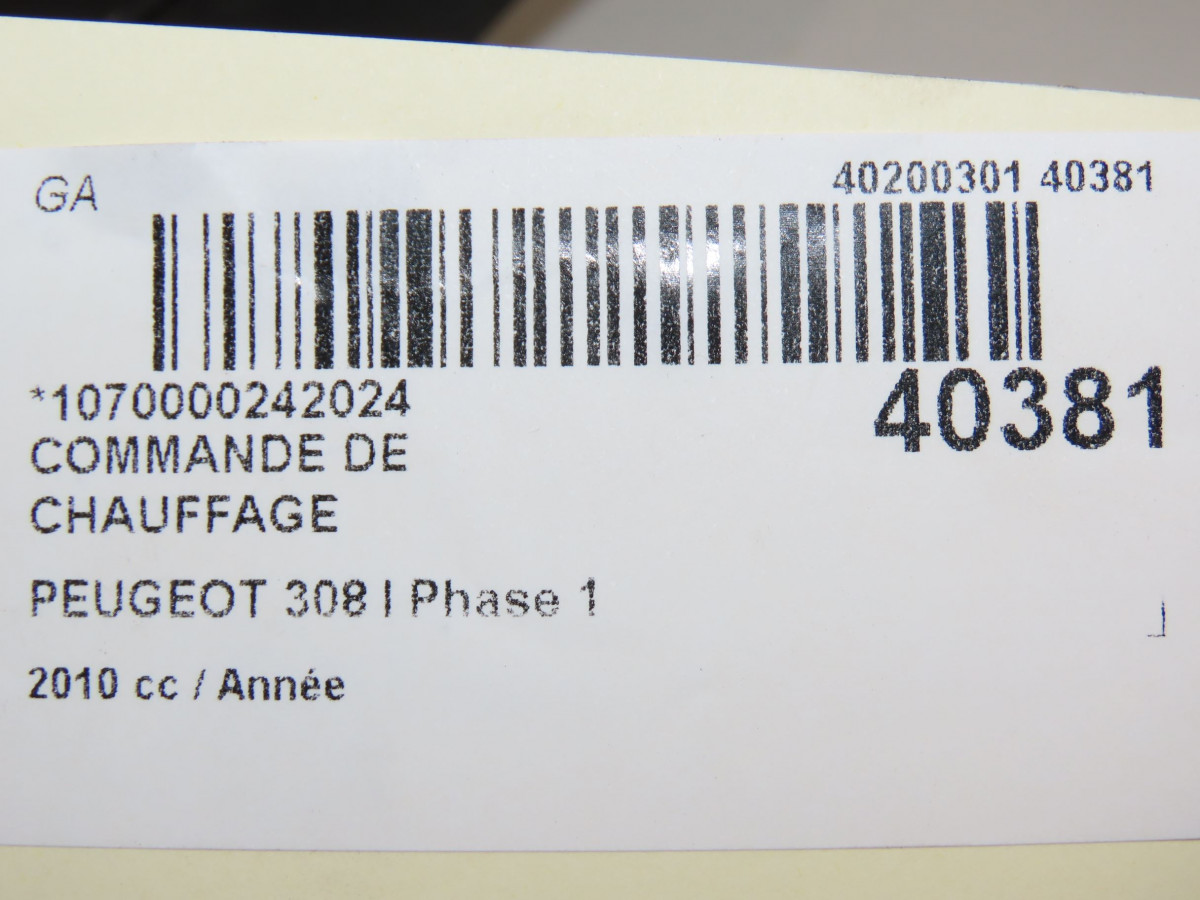 GA
40200301 40381
*1070000242024
40381
COMMANDE DE
CHAUFFAGE
PEUGEOT 308 I Phase 1
2010 cc / Année